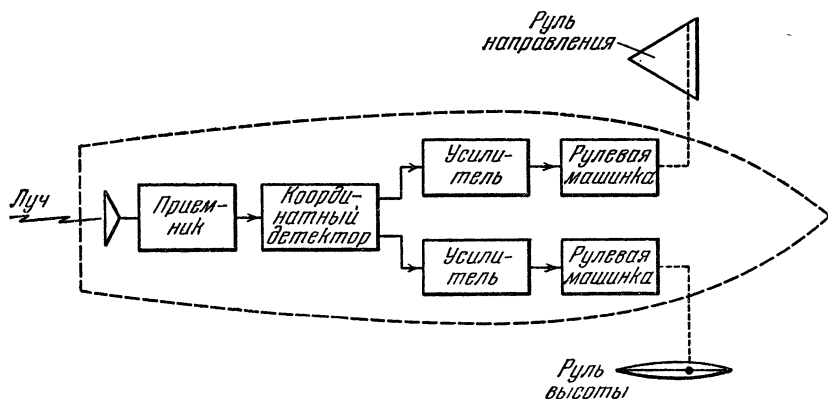 Руль
направления
Луч
Прием-
ник
Коорди-
натный
детектор
Усили-
тель
Рулевая
машинка
Усили-
тель
Рулевая
машинка
Руль
высоты